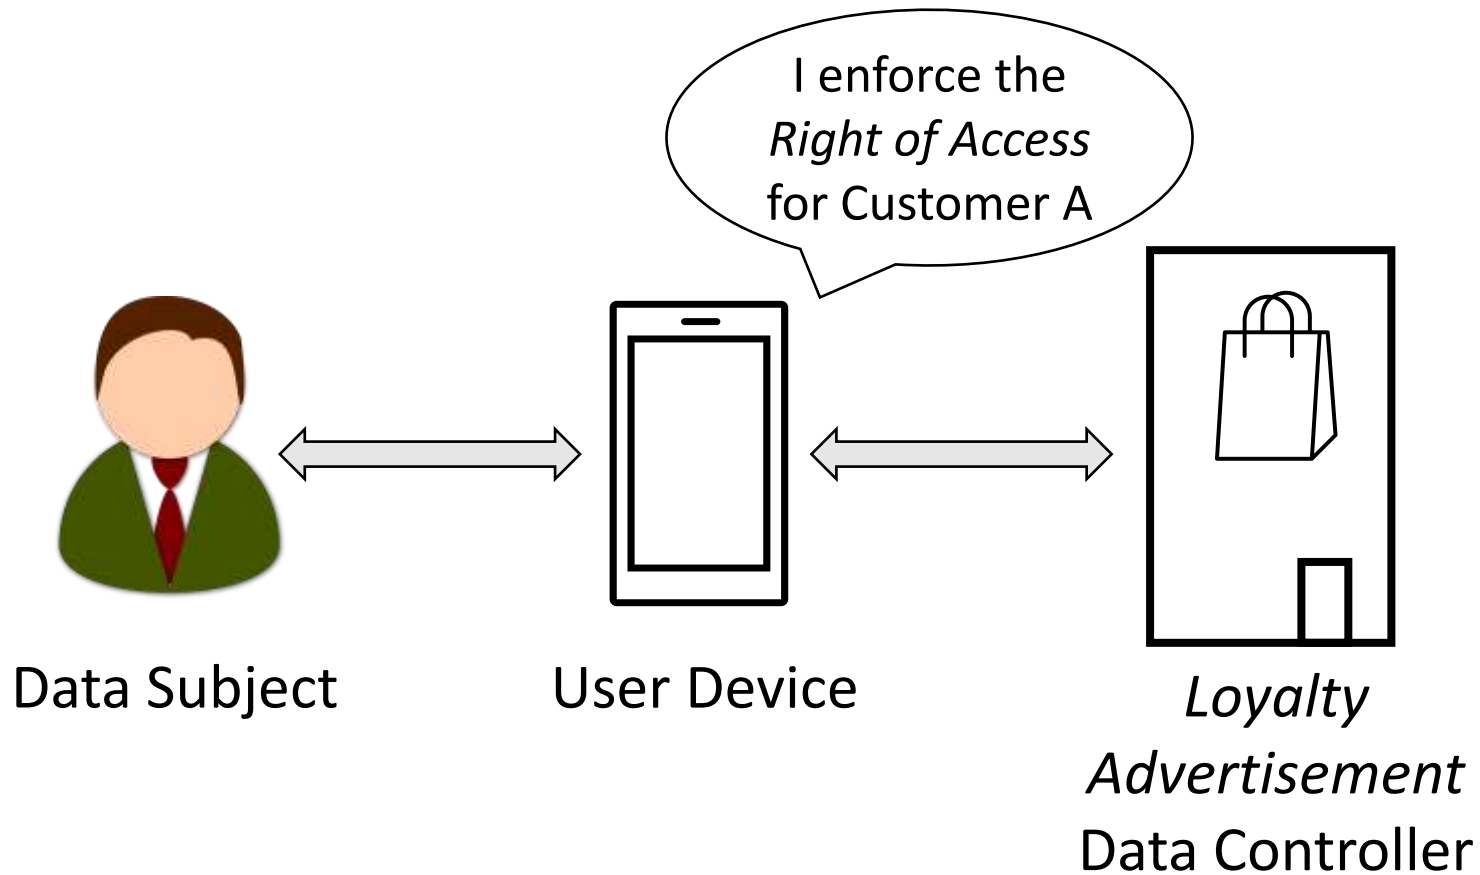 I enforce the
Right of Access
for Customer A
Data Subject
User Device
Loyalty
Advertisement
Data Controller